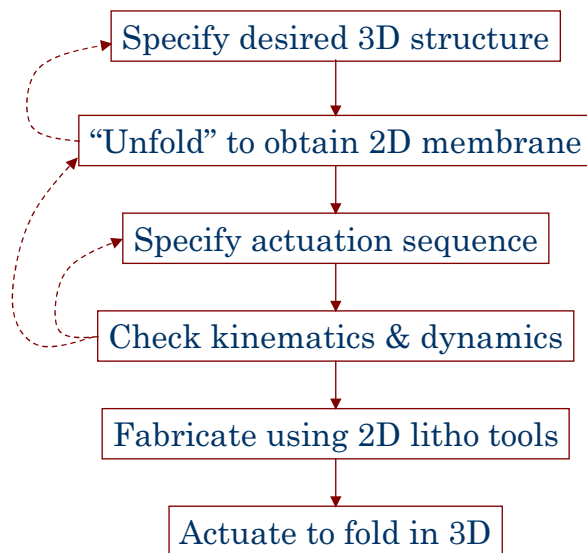 Specify desired 3D structure
“Unfold” to obtain 2D membrane
Specify actuation sequence
Check kinematics & dynamics
Fabricate using 2D litho tools
Actuate to fold in 3D